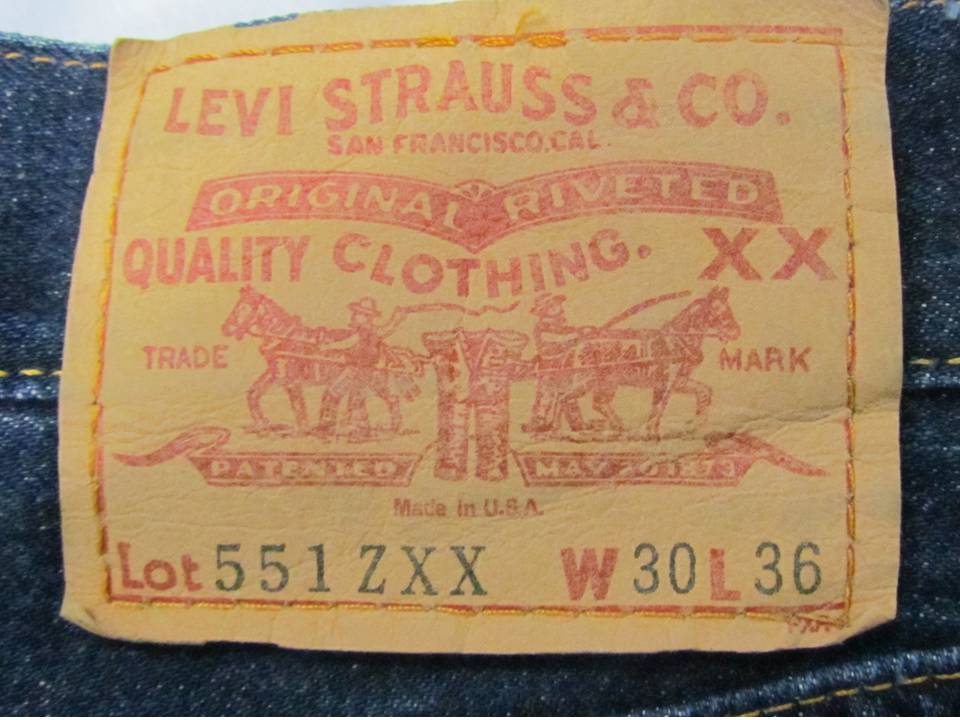 LEVI STRAUSS & CO.
SAN FRANCISCO, CAL.
ORIGINAL RIVETED
QUALITY CLOTHING. XX
TRADE MARK
PATENTED MAY 20 1873
Made in U.S.A.
Lot 551 ZXX W 30 L 36